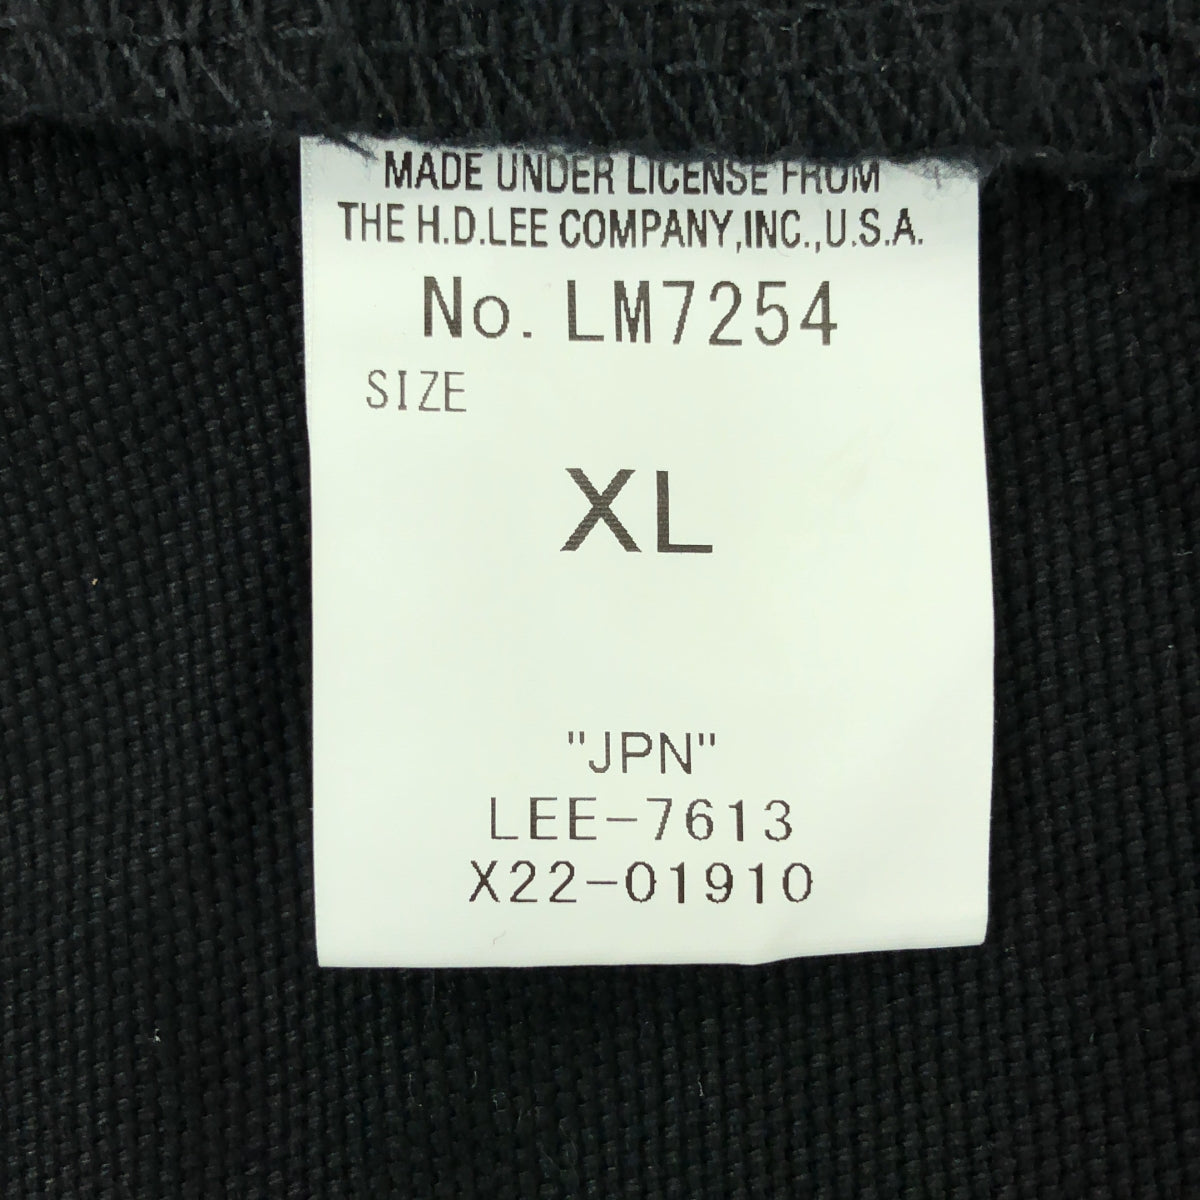 MADE UNDER LICENSE FROM
THE H.D.LEE COMPANY,INC.,U.S.A.
No. LM7254
SIZE
XL
"JPN"
LEE-7613
X22-01910